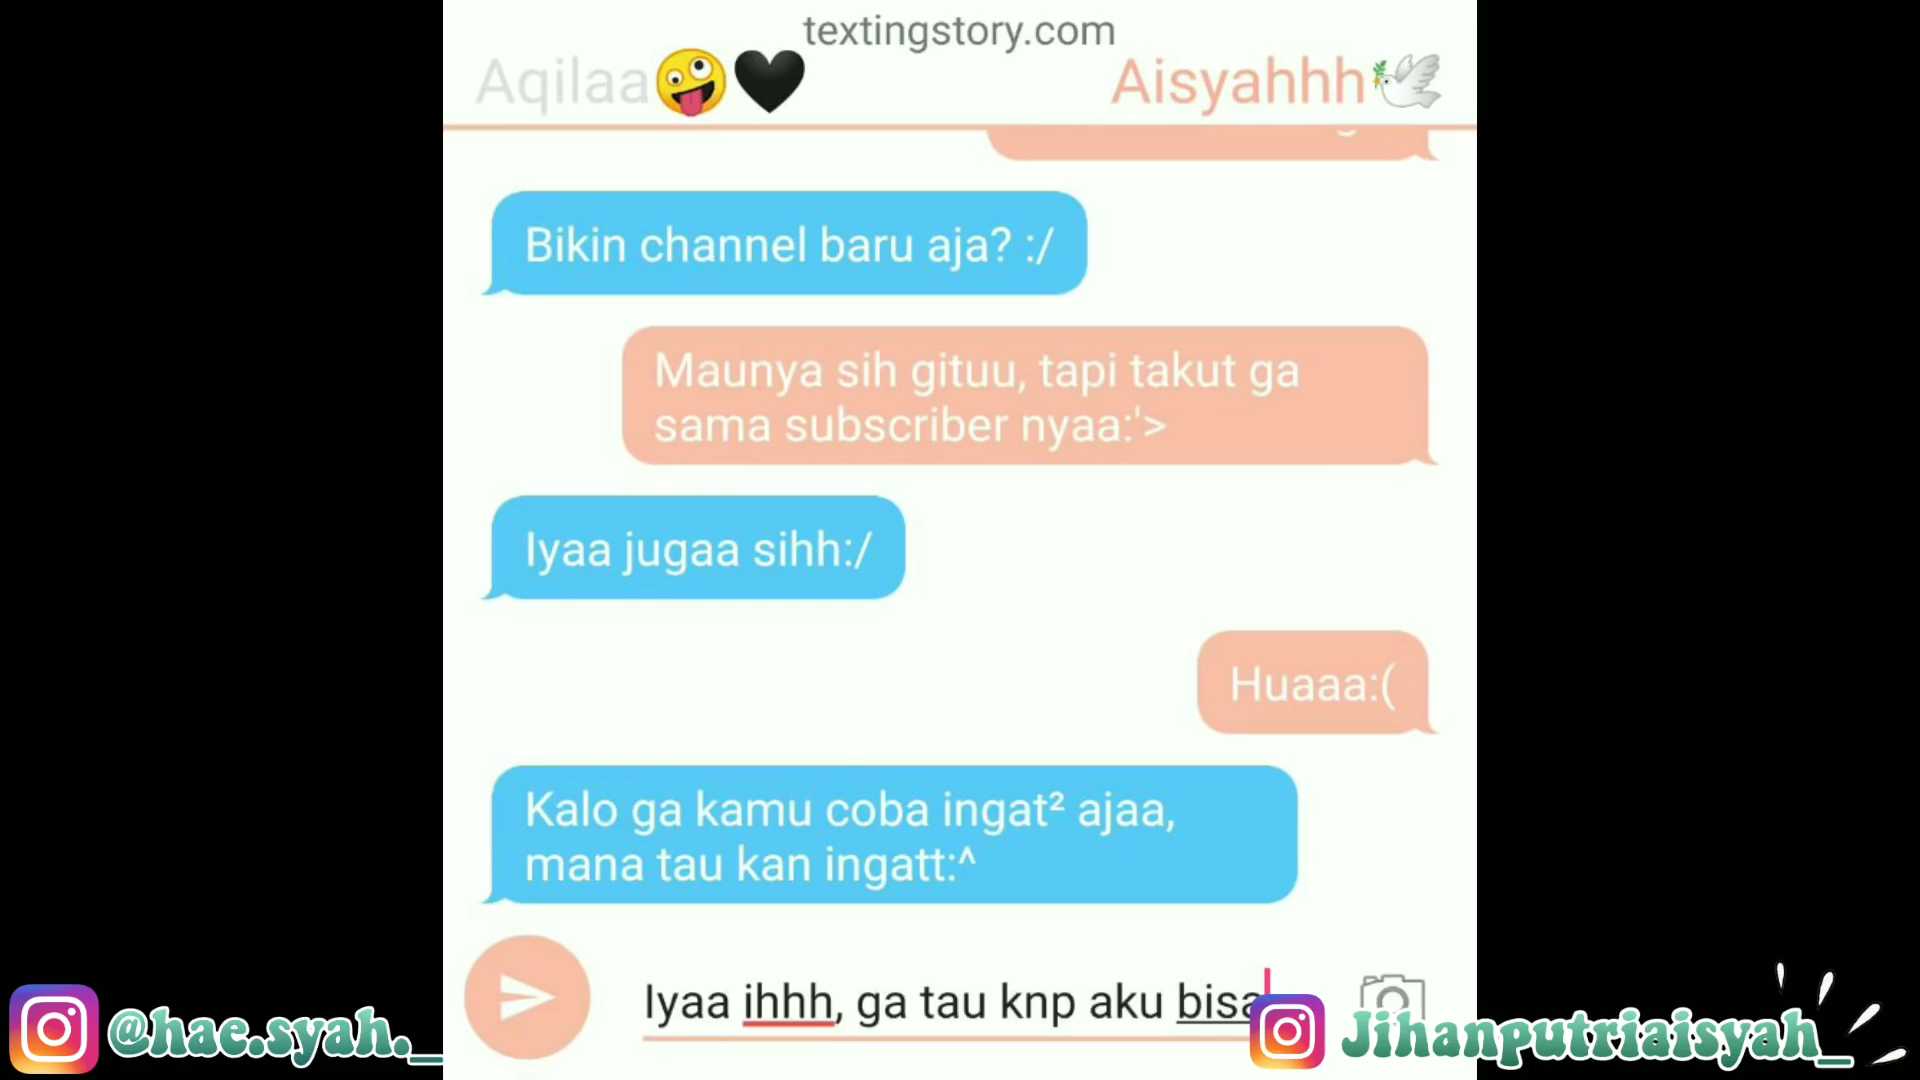 textingstory.com
Aqilaa🤪🖤
Aisyahhh🕊️
Bikin channel baru aja? :/
Maunya sih gituu, tapi takut ga
sama subscriber nyaa:'>
Iyaa jugaa sihh:/
Huaaa:(
Kalo ga kamu coba ingat² ajaa,
mana tau kan ingatt:^
Iyaa ihhh, ga tau knp aku bisa
@hae.syah._
Jihanputriaisyah_